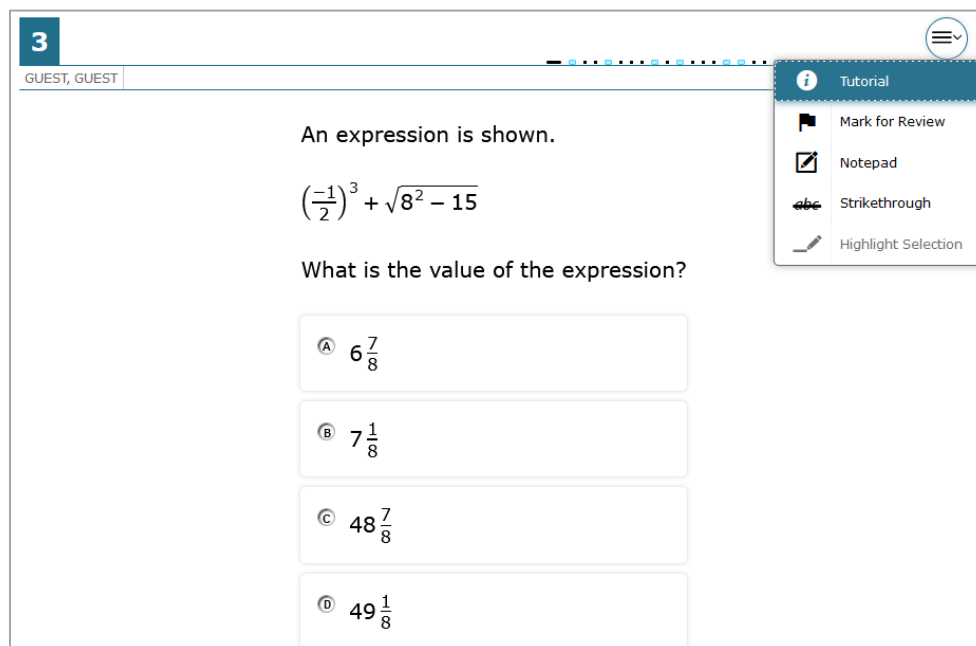 3
GUEST, GUEST
Tutorial
Mark for Review
Notepad
abc Strikethrough
Highlight Selection
An expression is shown.
(−1/2)³ + √(8² − 15)
What is the value of the expression?
A 6 7/8
B 7 1/8
C 48 7/8
D 49 1/8